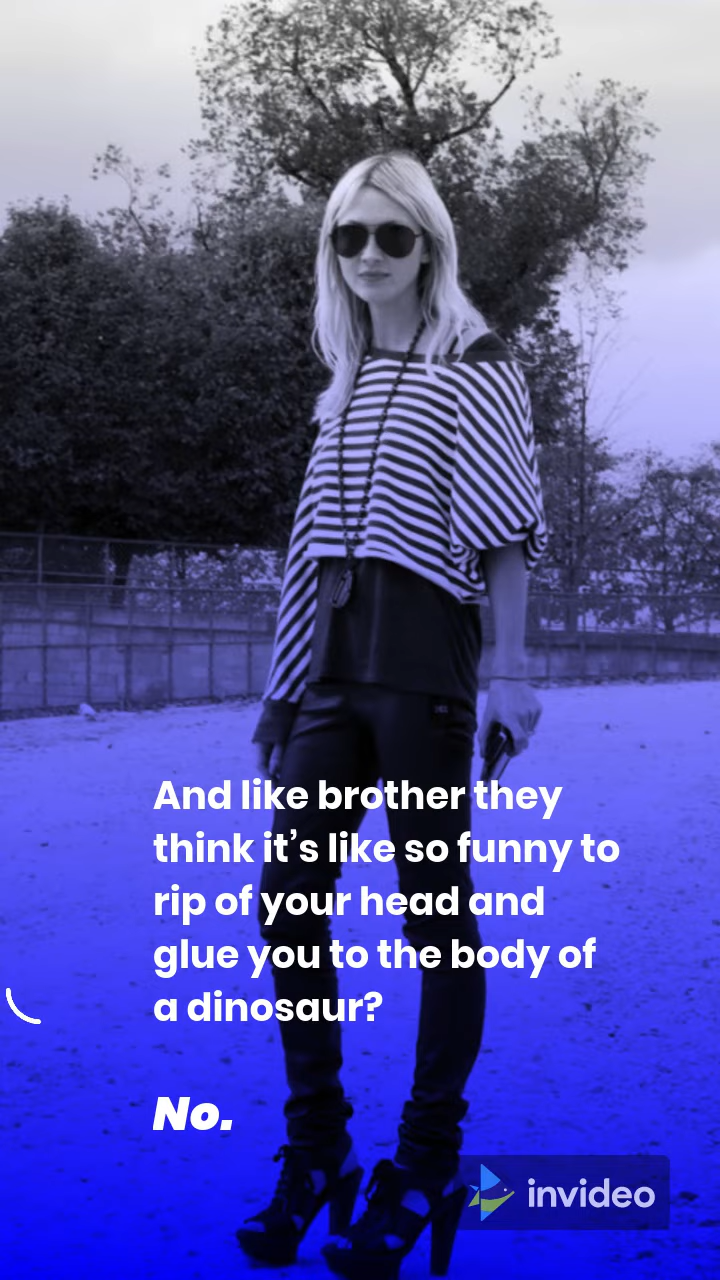 And like brother they
think it’s like so funny to
rip of your head and
glue you to the body of
a dinosaur?
No.
invideo